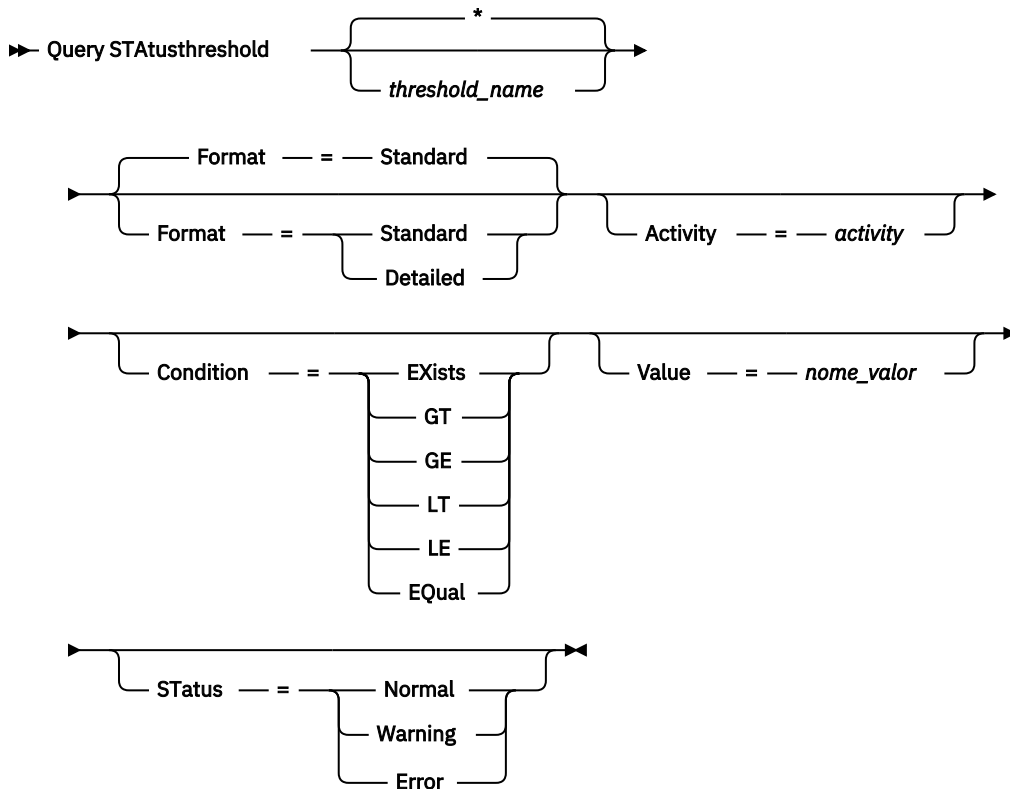 *
Query STAtusthreshold
threshold_name
Format = Standard
Format = Standard
Detailed
Activity = activity
Condition = EXists
GT
GE
LT
LE
EQual
Value = nome_valor
STatus = Normal
Warning
Error